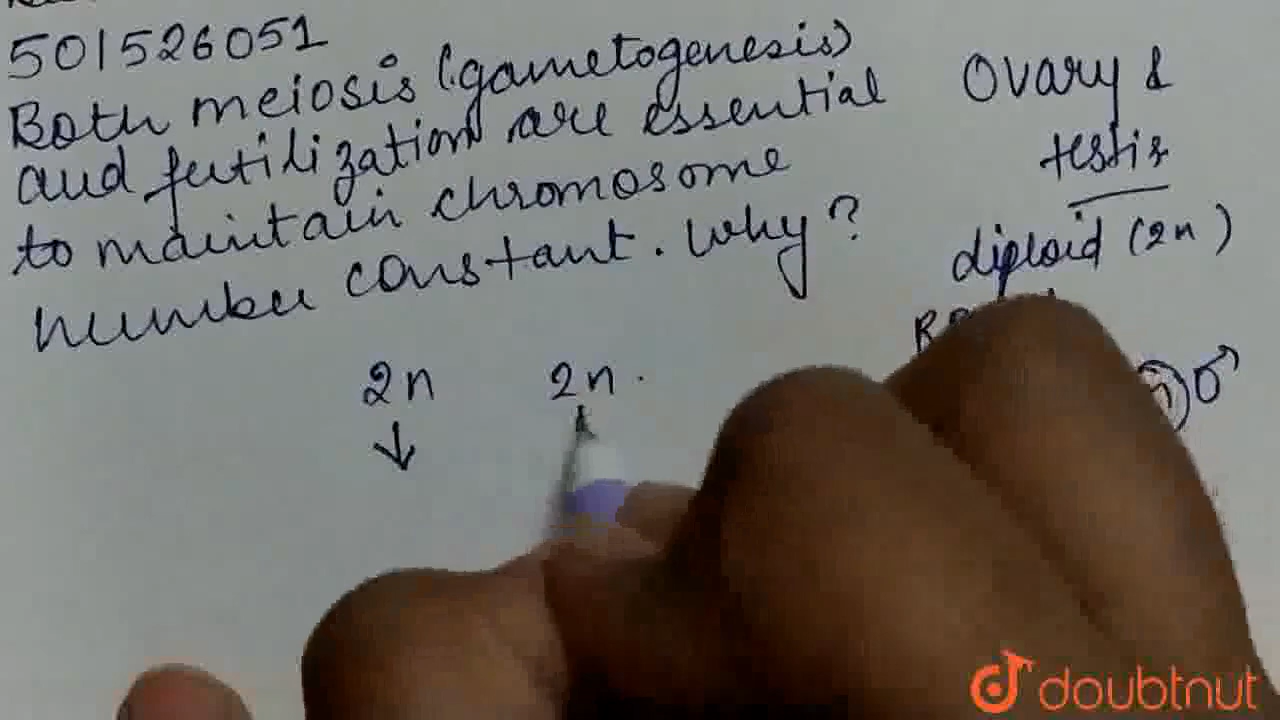 501526051
Both meiosis (gametogenesis)
and fertilization are essential
to maintain chromosome
number constant. Why?
Ovary &
testis
diploid (2n)
2n 2n
↓
♂
doubtnut